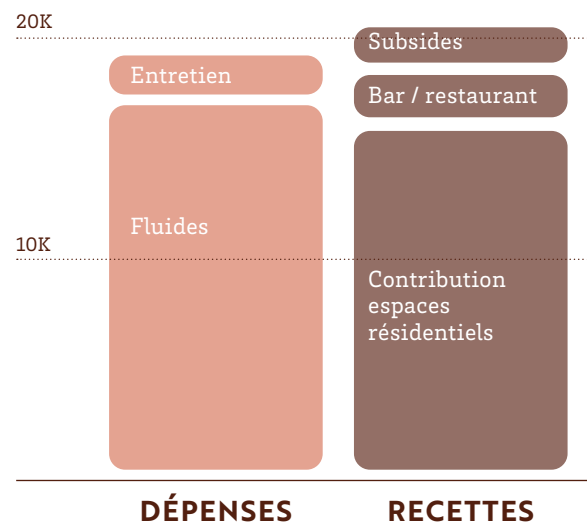 20K
Subsides
Entretien
Bar / restaurant
Fluides
10K
Contribution
espaces
résidentiels
DÉPENSES
RECETTES